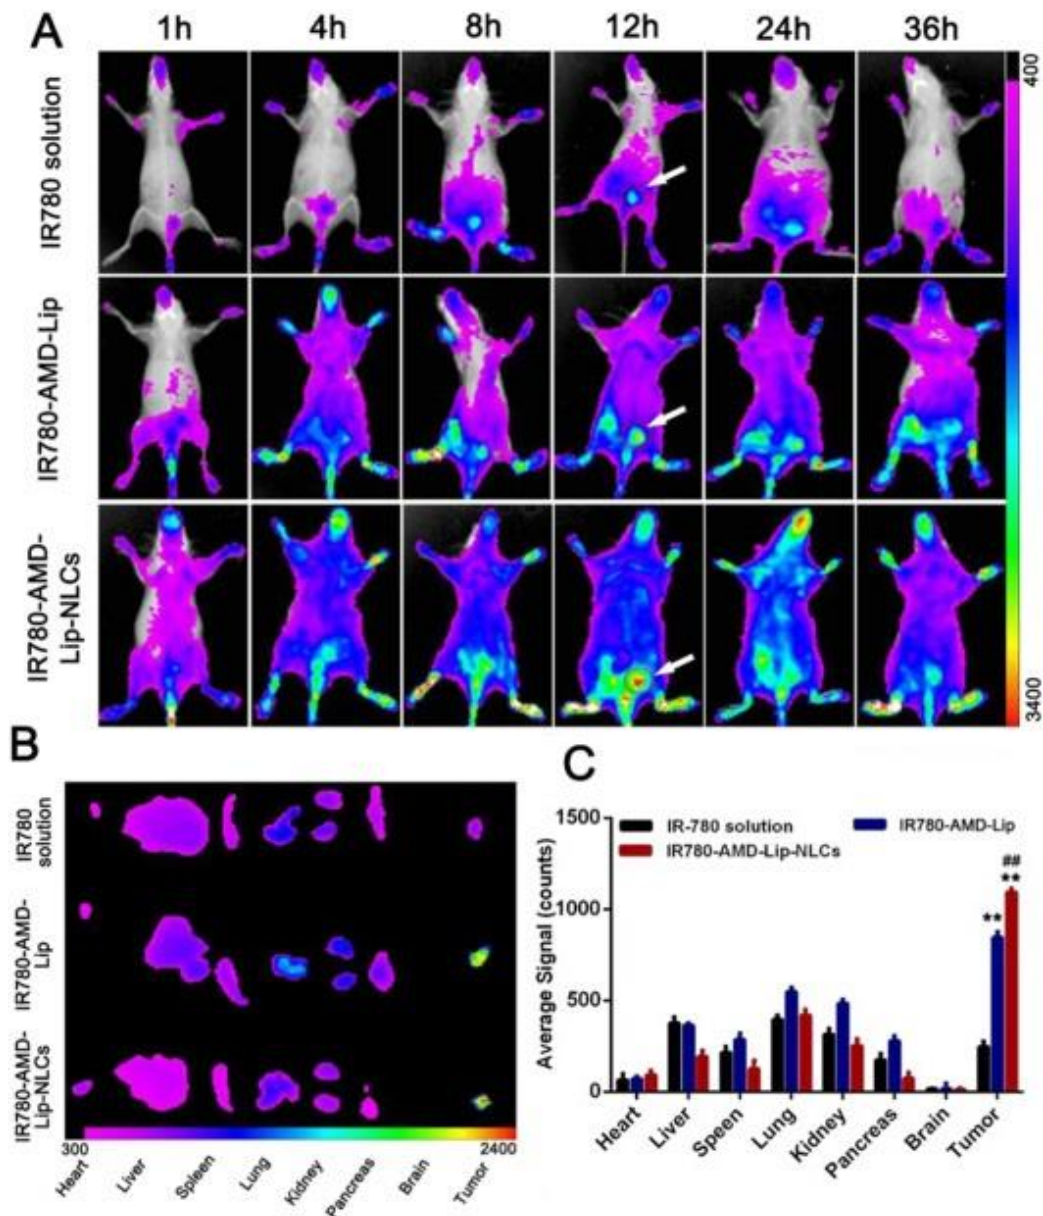 A
1h 4h 8h 12h 24h 36h
IR780 solution
IR780-AMD-Lip
IR780-AMD-
Lip-NLCs
400
3400
B
IR780
solution
IR780-AMD-
Lip
IR780-AMD-
Lip-NLCs
300
2400
Heart Liver Spleen Lung Kidney Pancreas Brain Tumor
C
IR-780 solution
IR780-AMD-Lip
IR780-AMD-Lip-NLCs
Average Signal (counts)
1500
1000
500
0
##
**
**
Heart Liver Speen Lung Kidney Pancreas Brain Tumor